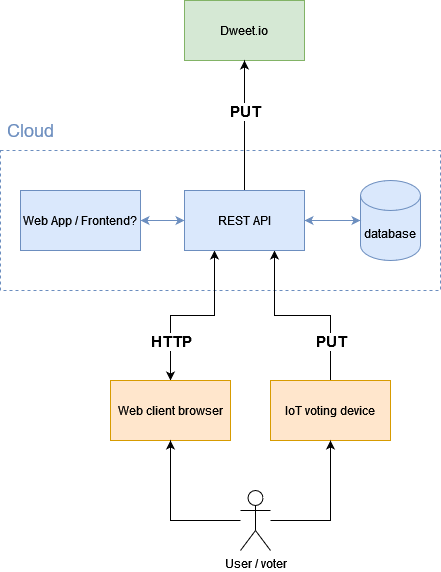 Dweet.io
PUT
Cloud
Web App / Frontend?
REST API
database
HTTP
PUT
Web client browser
IoT voting device
User / voter